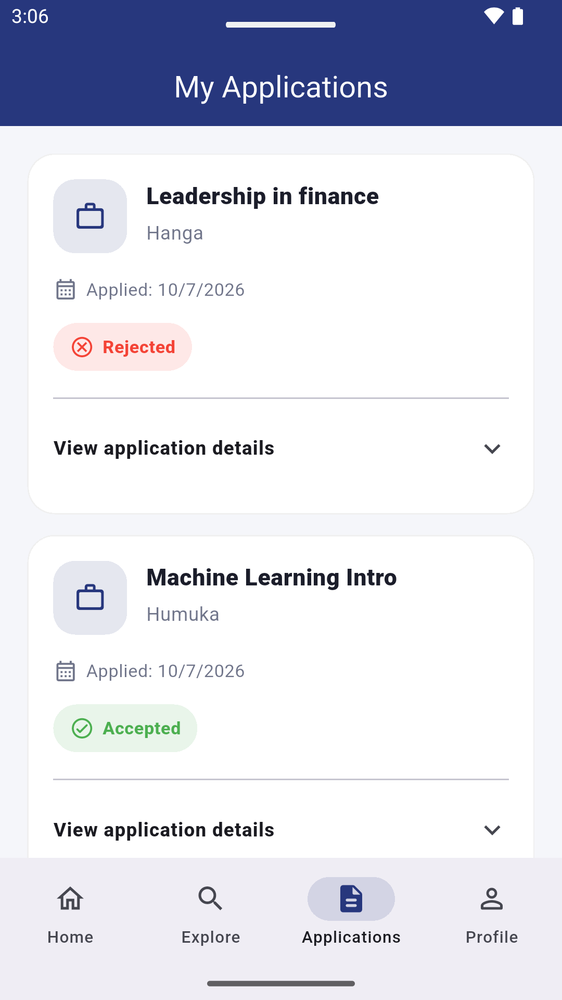 3:06
My Applications
Leadership in finance
Hanga
Applied: 10/7/2026
Rejected
View application details
Machine Learning Intro
Humuka
Applied: 10/7/2026
Accepted
View application details
Home
Explore
Applications
Profile